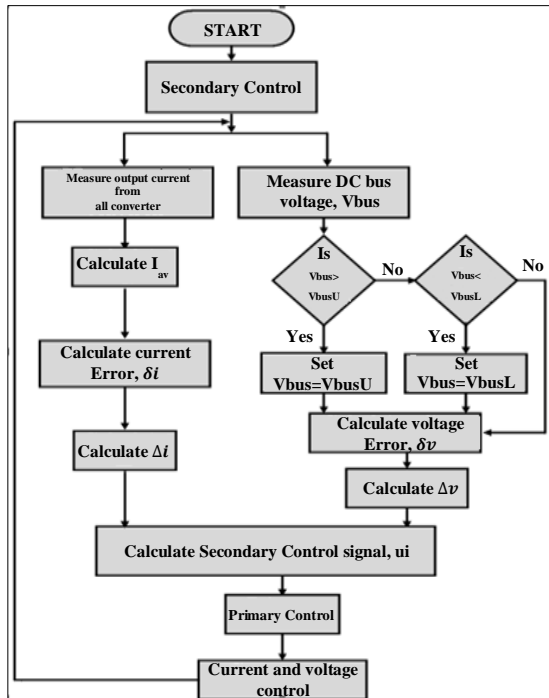 START
Secondary Control
Measure output current
from
all converter
Measure DC bus
voltage, Vbus
Calculate I_av
Is
Vbus>
VbusU
No
Is
Vbus<
VbusL
No
Yes
Yes
Calculate current
Error, δi
Set
Vbus=VbusU
Set
Vbus=VbusL
Calculate voltage
Error, δv
Calculate Δi
Calculate Δv
Calculate Secondary Control signal, ui
Primary Control
Current and voltage
control